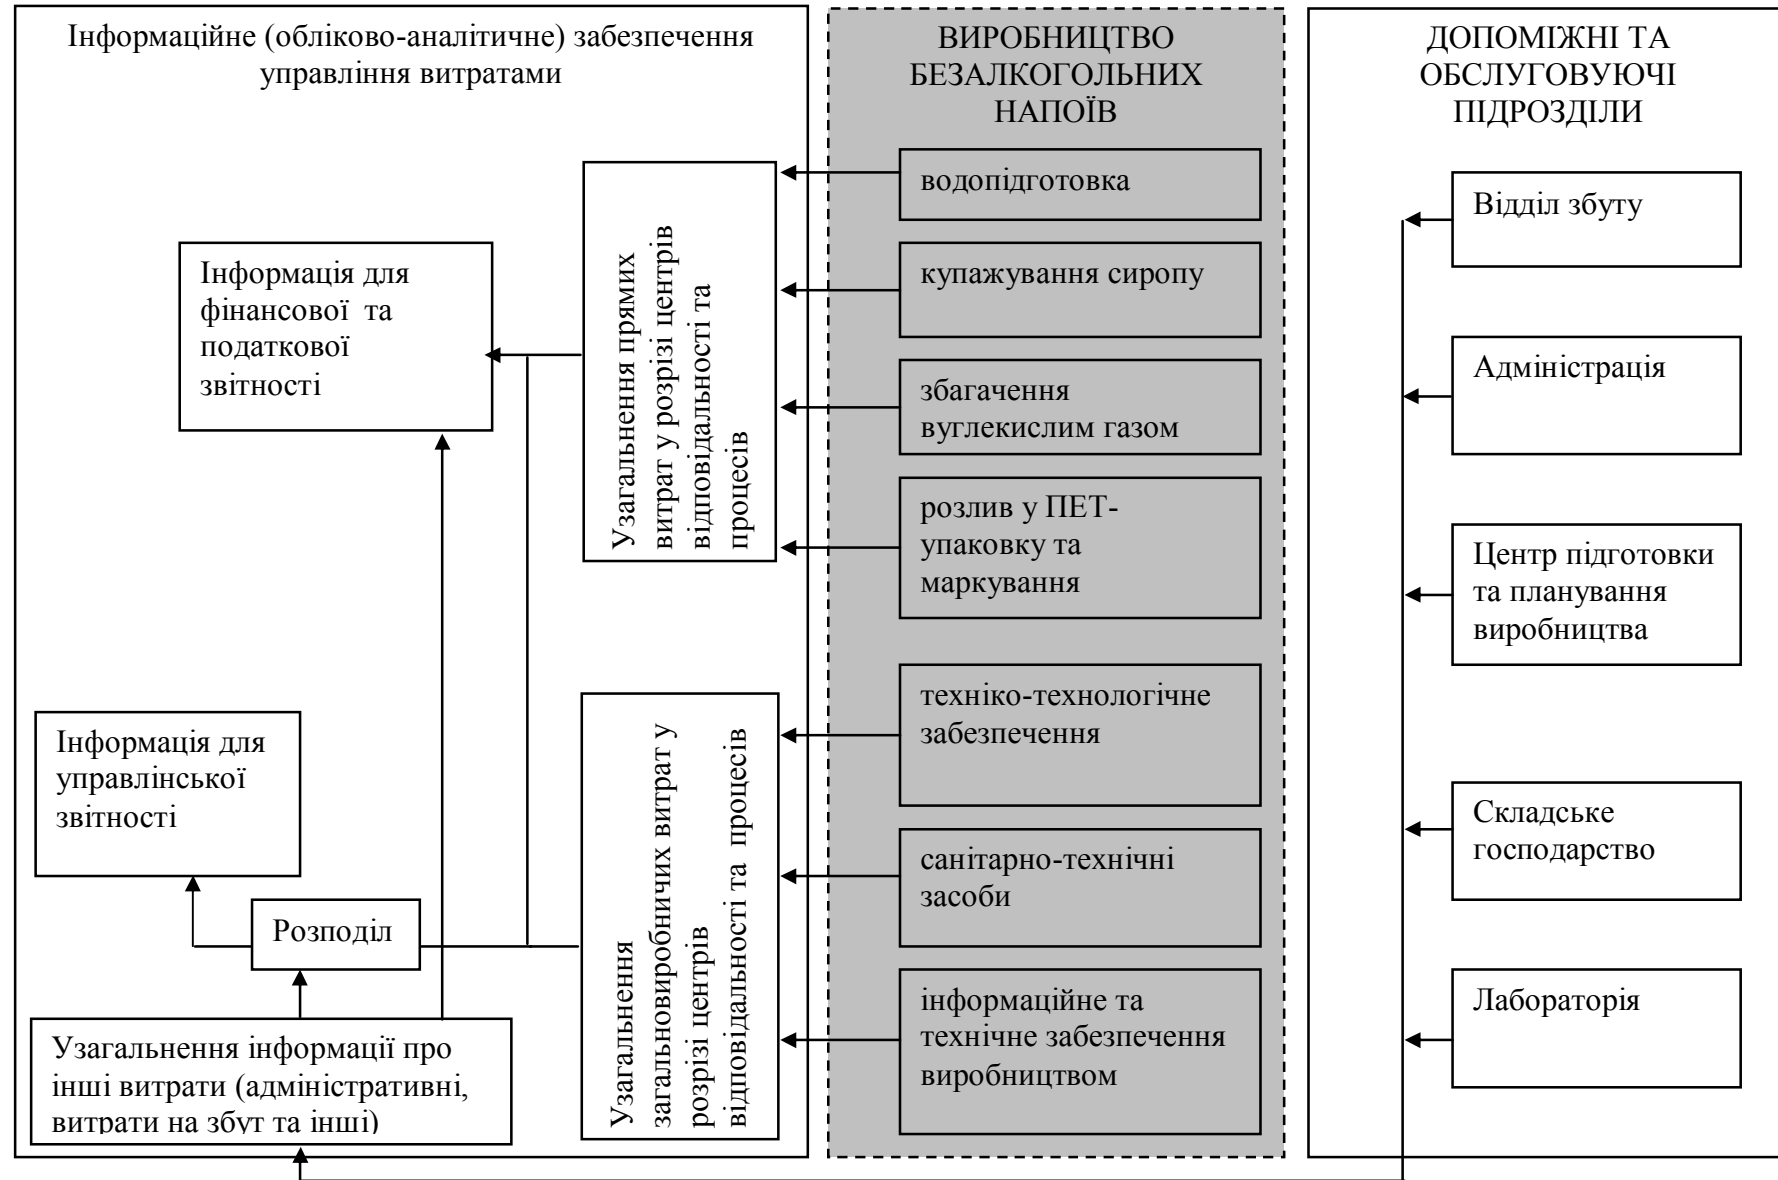 Інформаційне (обліково-аналітичне) забезпечення
управління витратами
Інформація для
фінансової та
податкової
звітності
Інформація для
управлінської
звітності
Розподіл
Узагальнення інформації про
інші витрати (адміністративні,
витрати на збут та інші)
Узагальнення прямих
витрат у розрізі центрів
відповідальності та
процесів
Узагальнення
загальновиробничих витрат у
розрізі центрів
відповідальності та процесів
ВИРОБНИЦТВО
БЕЗАЛКОГОЛЬНИХ
НАПОЇВ
водопідготовка
купажування сиропу
збагачення
вуглекислим газом
розлив у ПЕТ-
упаковку та
маркування
техніко-технологічне
забезпечення
санітарно-технічні
засоби
інформаційне та
технічне забезпечення
виробництвом
ДОПОМІЖНІ ТА
ОБСЛУГОВУЮЧІ
ПІДРОЗДІЛИ
Відділ збуту
Адміністрація
Центр підготовки
та планування
виробництва
Складське
господарство
Лабораторія